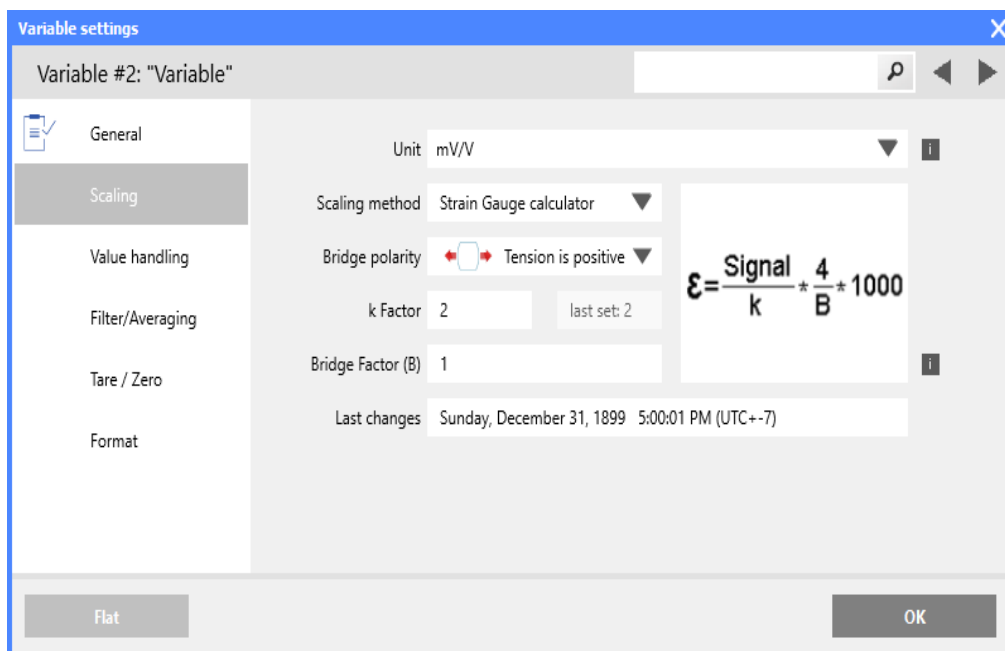 Variable settings
Variable #2: "Variable"
General
Scaling
Value handling
Filter/Averaging
Tare / Zero
Format
Unit mV/V
Scaling method Strain Gauge calculator
Bridge polarity Tension is positive
k Factor 2 last set: 2
Bridge Factor (B) 1
Last changes Sunday, December 31, 1899 5:00:01 PM (UTC+-7)
ε=Signal/k*4/B*1000
Flat
OK